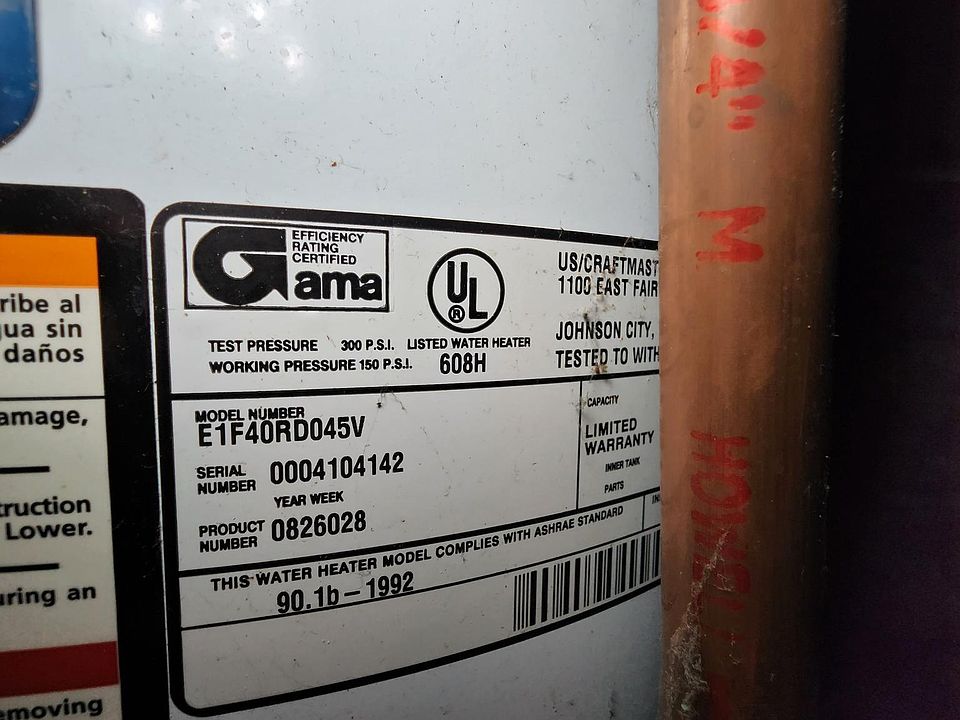 ribe al
gua sin
daños
amage,
truction
Lower.
uring an
emoving
EFFICIENCY
RATING
CERTIFIED
Gama
UL
®
TEST PRESSURE 300 P.S.I. LISTED WATER HEATER
WORKING PRESSURE 150 P.S.I. 608H
US/CRAFTMAST
1100 EAST FAIR
JOHNSON CITY,
TESTED TO WITH
MODEL NUMBER
E1F40RD045V
SERIAL
NUMBER 0004104142
YEAR WEEK
PRODUCT
NUMBER 0826028
CAPACITY
LIMITED
WARRANTY
INNER TANK
PARTS
THIS WATER HEATER MODEL COMPLIES WITH ASHRAE STANDARD
90.1b – 1992
/4" M